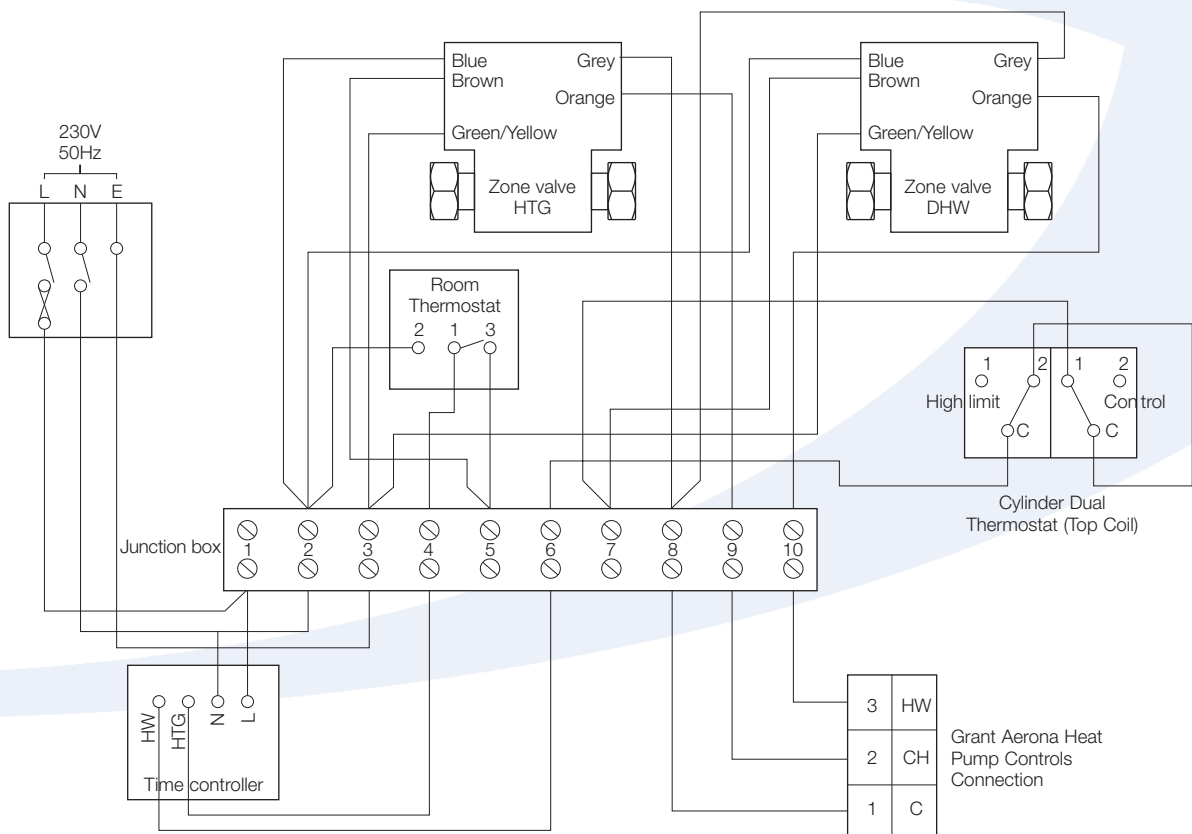 230V
50Hz
L N E
Blue
Brown
Green/Yellow
Grey
Orange
Zone valve
HTG
Blue
Brown
Green/Yellow
Grey
Orange
Zone valve
DHW
Room
Thermostat
2 1 3
1 2
High limit
C
1 2
Control
C
Cylinder Dual
Thermostat (Top Coil)
Junction box
1 2 3 4 5 6 7 8 9 10
HW HTG N L
Time controller
3 HW
2 CH
1 C
Grant Aerona Heat
Pump Controls
Connection